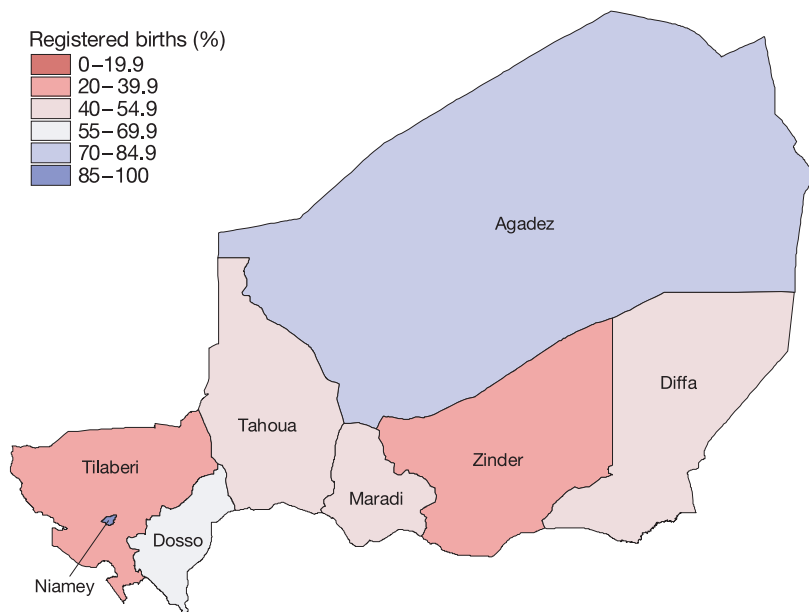 Registered births (%)
0–19.9
20–39.9
40–54.9
55–69.9
70–84.9
85–100
Agadez
Diffa
Tahoua
Zinder
Tilaberi
Maradi
Dosso
Niamey